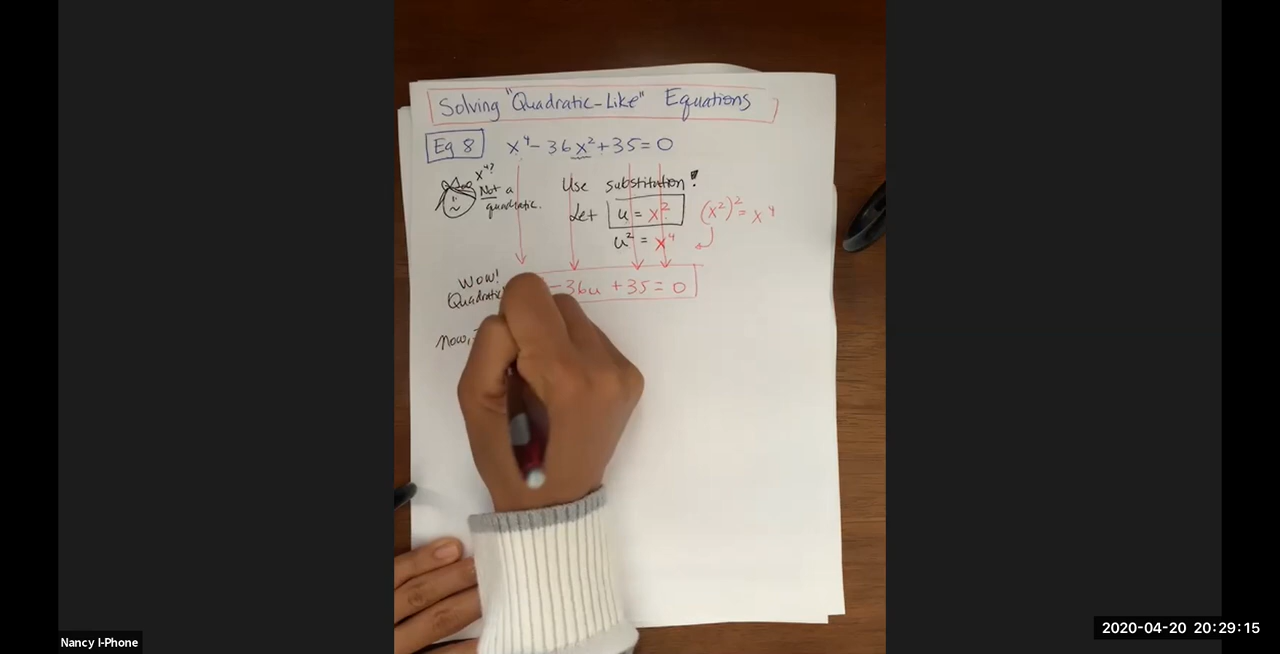 Solving "Quadratic-Like" Equations
Eg 8 x⁴ - 36x² + 35 = 0
x⁴?
Not a
quadratic.
Use substitution!
Let u = x² (x²)² = x⁴
u² = x⁴
Wow!
Quadratic
-36u + 35 = 0
Now,
Nancy I-Phone
2020-04-20 20:29:15